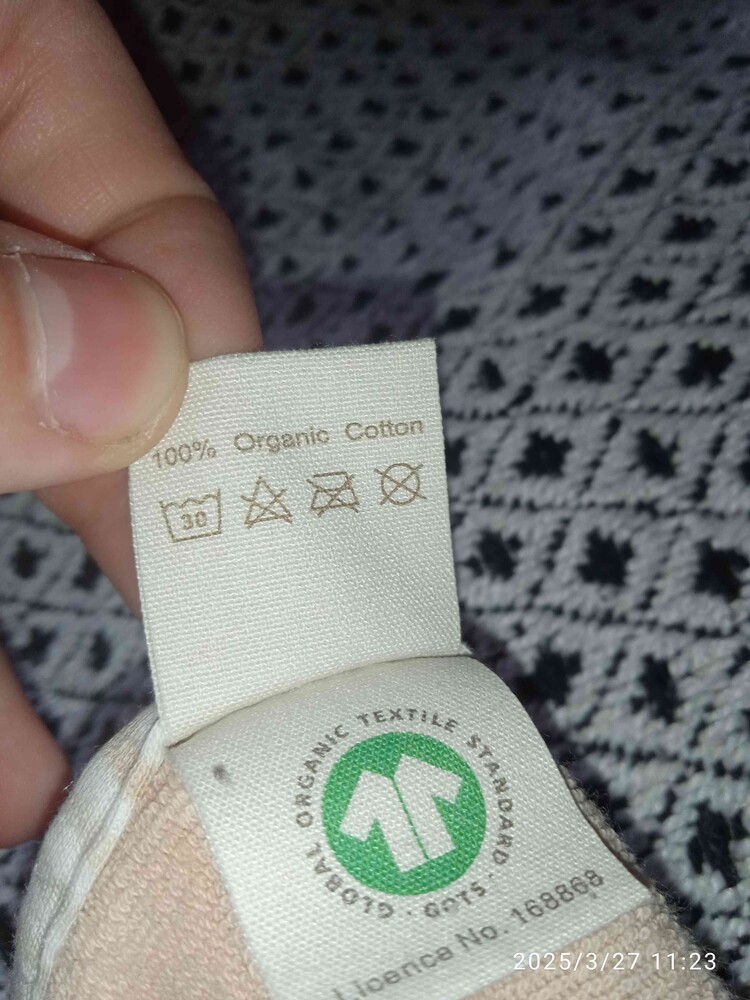 100% Organic Cotton
30
GLOBAL ORGANIC TEXTILE STANDARD · GOTS ·
Licence No. 168868
2025/3/27 11:23